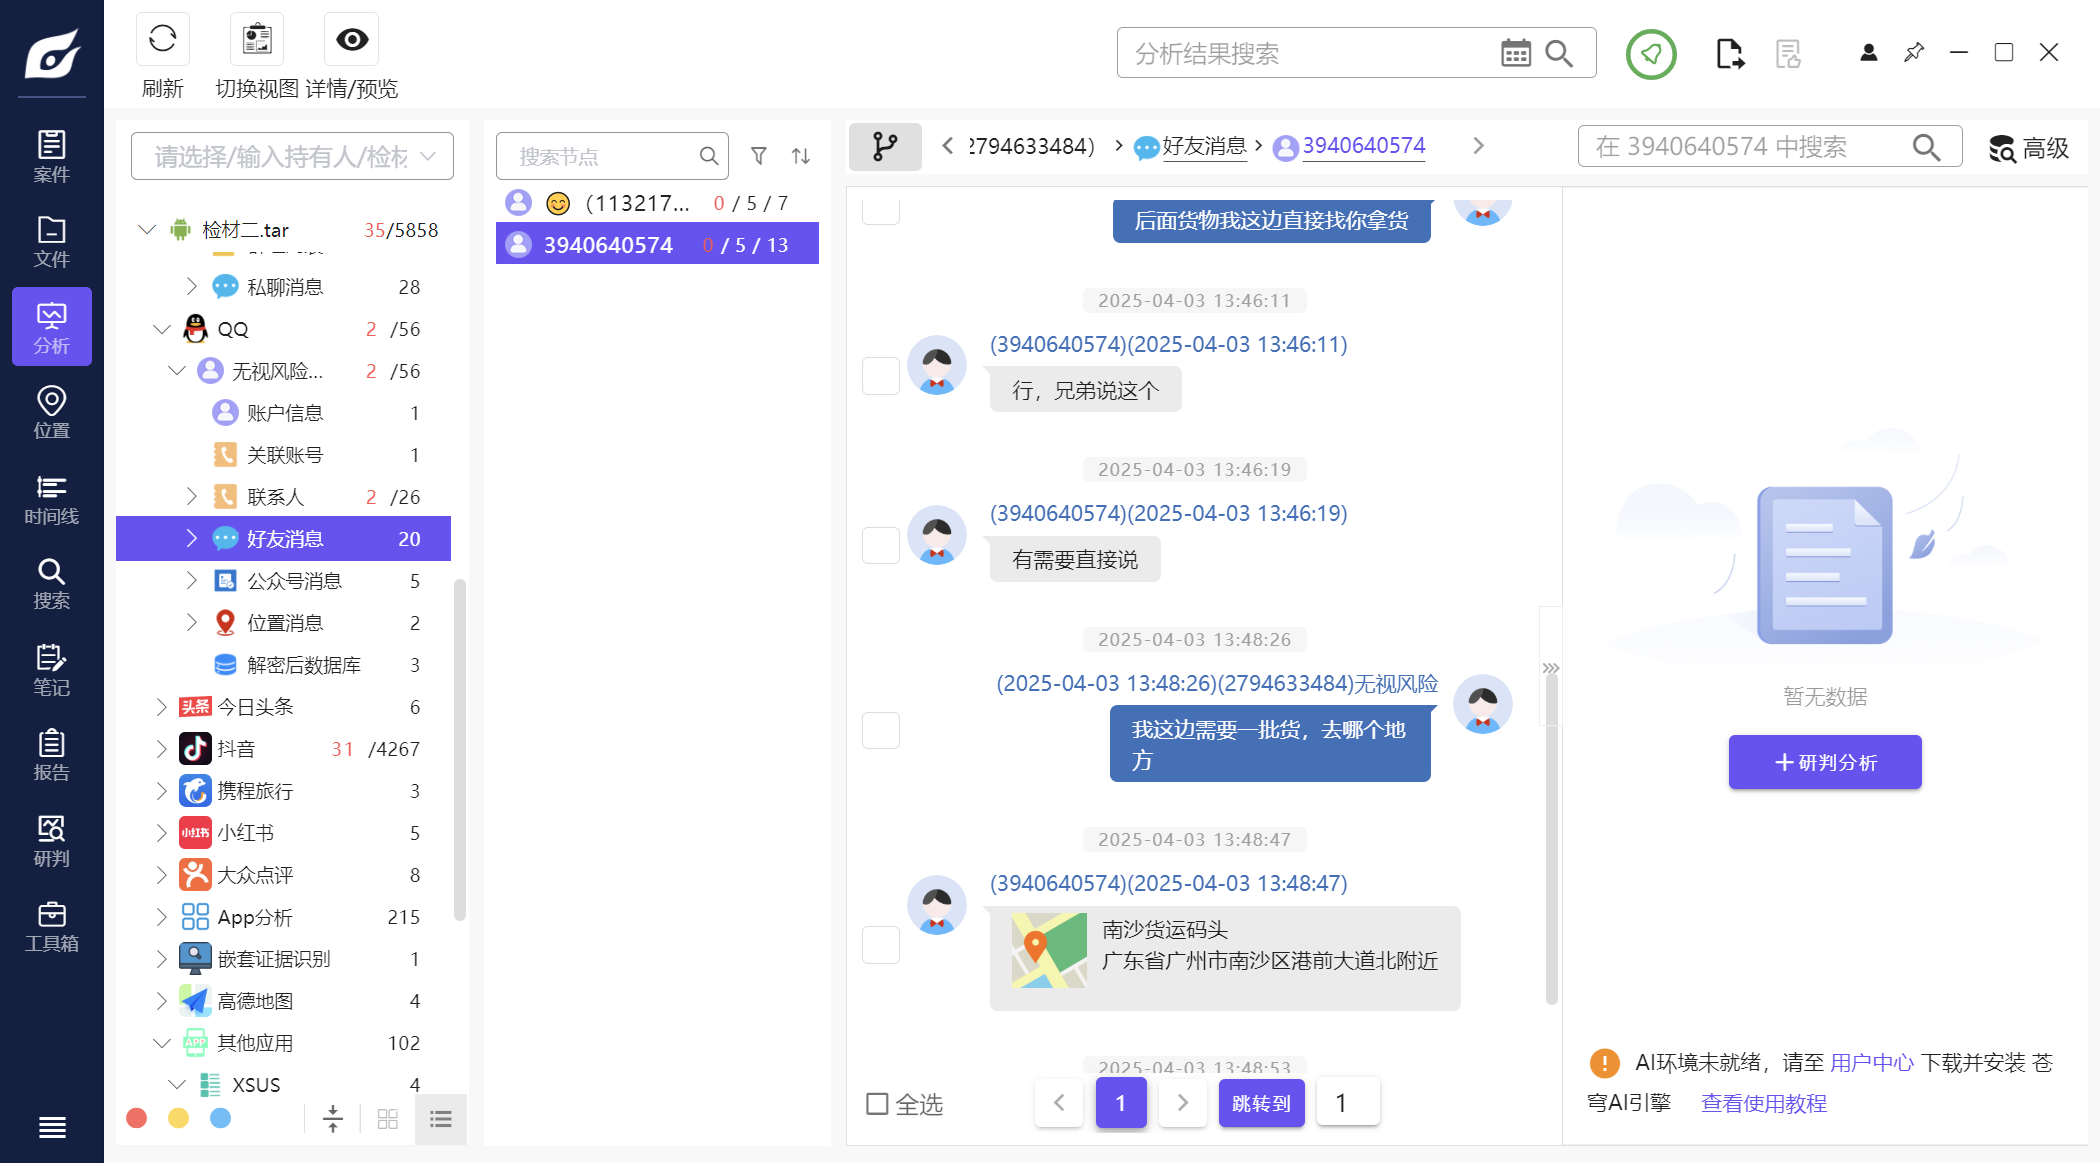 刷新
切换视图
详情/预览
分析结果搜索
案件
文件
分析
位置
时间线
搜索
笔记
报告
研判
工具箱
请选择/输入持有人/检材
检材二.tar 35/5858
私聊消息 28
QQ 2 /56
无视风险... 2 /56
账户信息 1
关联账号 1
联系人 2 /26
好友消息 20
公众号消息 5
位置消息 2
解密后数据库 3
头条 今日头条 6
抖音 31 /4267
携程旅行 3
小红书 小红书 5
大众点评 8
App分析 215
嵌套证据识别 1
高德地图 4
APP 其他应用 102
XSUS 4
搜索节点
(113217... 0 / 5 / 7
3940640574 0 / 5 / 13
2794633484) > 好友消息 > 3940640574
在 3940640574 中搜索
高级
后面货物我这边直接找你拿货
2025-04-03 13:46:11
(3940640574)(2025-04-03 13:46:11)
行，兄弟说这个
2025-04-03 13:46:19
(3940640574)(2025-04-03 13:46:19)
有需要直接说
2025-04-03 13:48:26
(2025-04-03 13:48:26)(2794633484)无视风险
我这边需要一批货，去哪个地
方
2025-04-03 13:48:47
(3940640574)(2025-04-03 13:48:47)
南沙货运码头
广东省广州市南沙区港前大道北附近
2025-04-03 13:48:53
全选
1
跳转到
1
暂无数据
+研判分析
AI环境未就绪，请至 用户中心 下载并安装 苍
穹AI引擎 查看使用教程